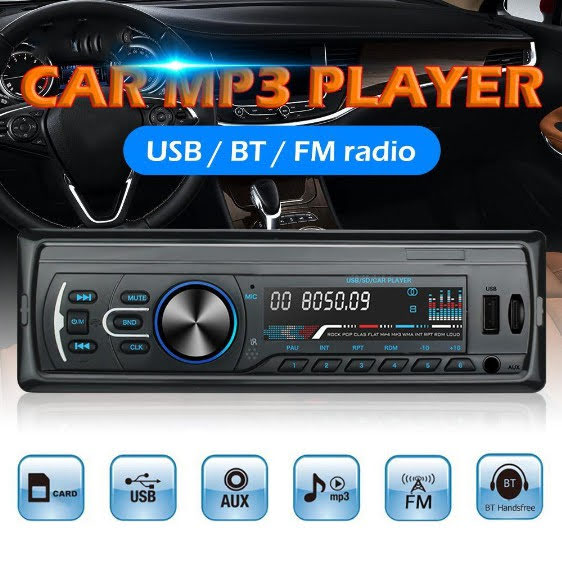 CAR MP3 PLAYER
USB / BT / FM radio
USB/SD/CAR PLAYER
MUTE
MIC
USB
00 8050.09
Ф/M
BND
ROCK POP CLAS FLAT M+H MP3 WMA INT RPT RDM LOUD
CLK
IR
PAU INT RPT RDM -10 +10
1 2 3 4 5 6
AUX
CARD
USB
AUX
mp3
FM
BT
BT Handsfree